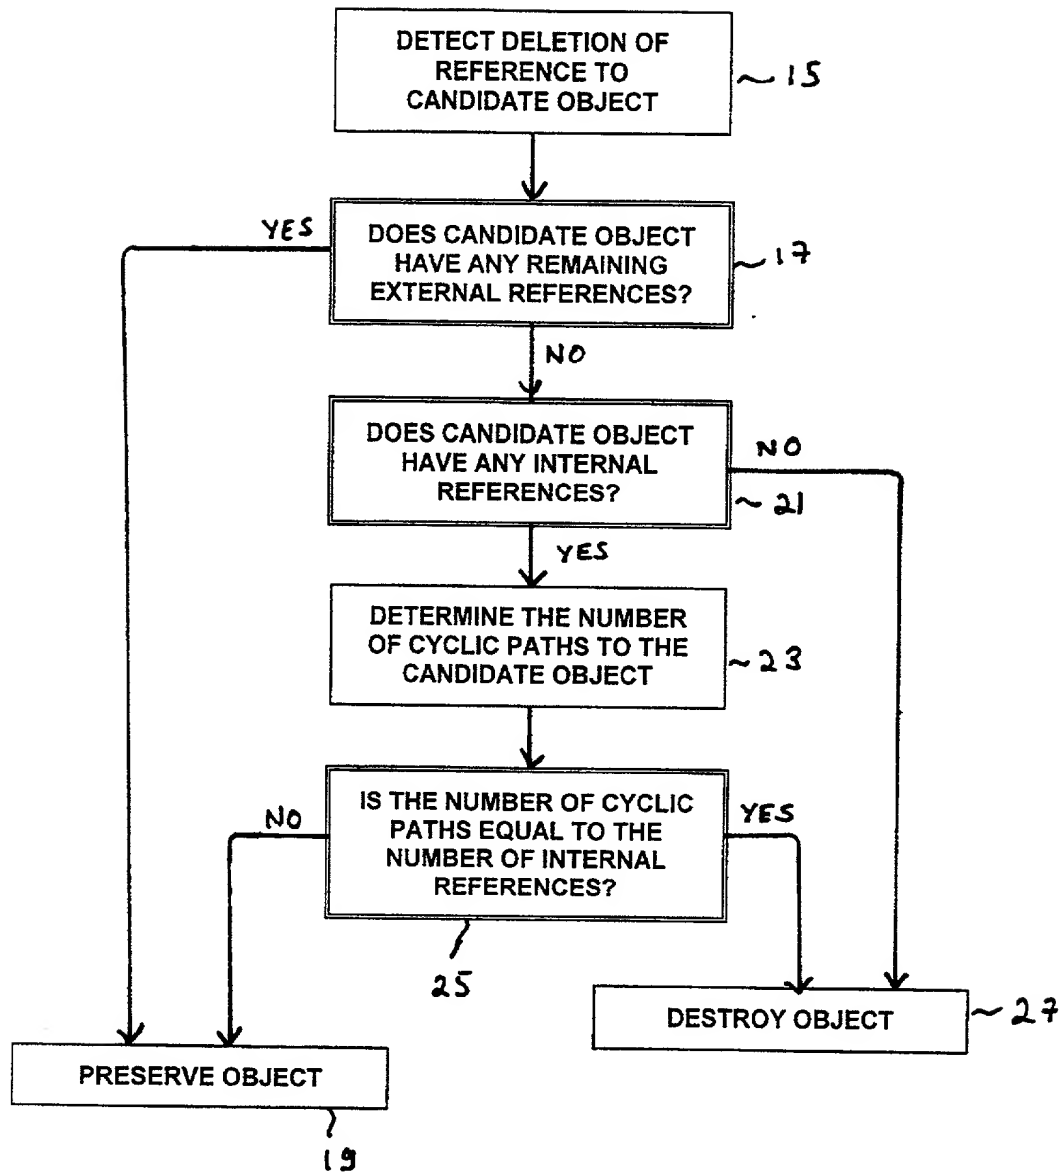 DETECT DELETION OF
REFERENCE TO
CANDIDATE OBJECT
15
YES
DOES CANDIDATE OBJECT
HAVE ANY REMAINING
EXTERNAL REFERENCES?
17
NO
DOES CANDIDATE OBJECT
HAVE ANY INTERNAL
REFERENCES?
NO
21
YES
DETERMINE THE NUMBER
OF CYCLIC PATHS TO THE
CANDIDATE OBJECT
23
NO
IS THE NUMBER OF CYCLIC
PATHS EQUAL TO THE
NUMBER OF INTERNAL
REFERENCES?
YES
25
DESTROY OBJECT
27
PRESERVE OBJECT
19